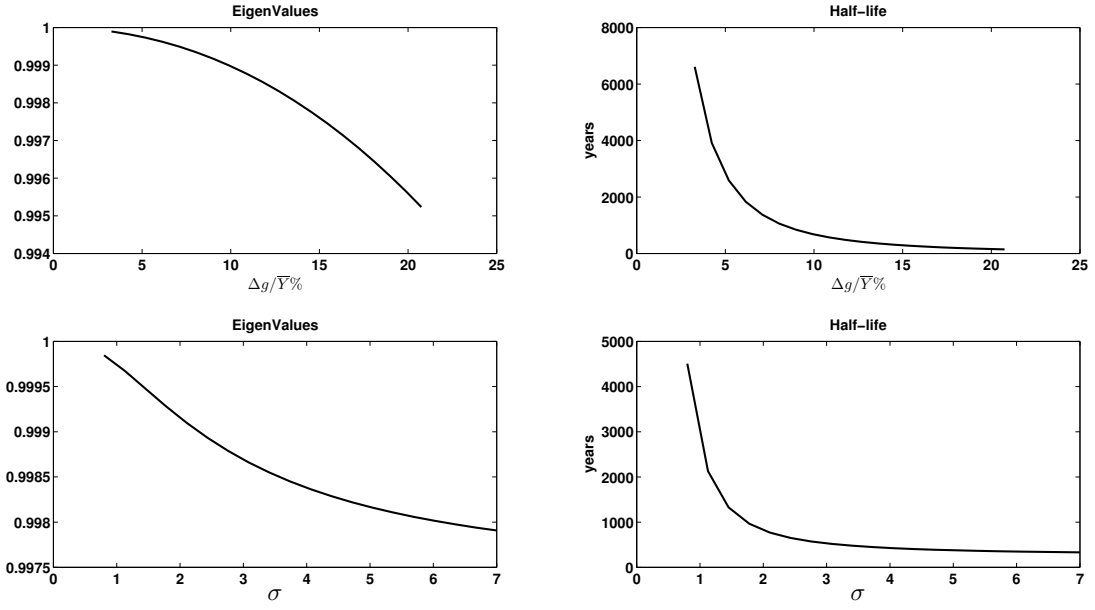 EigenValues
1
0.999
0.998
0.997
0.996
0.995
0.994
0 5 10 15 20 25
Δg/Y̅%
Half−life
8000
6000
4000
2000
0
years
0 5 10 15 20 25
Δg/Y̅%
EigenValues
1
0.9995
0.999
0.9985
0.998
0.9975
0 1 2 3 4 5 6 7
σ
Half−life
5000
4000
3000
2000
1000
0
years
0 1 2 3 4 5 6 7
σ